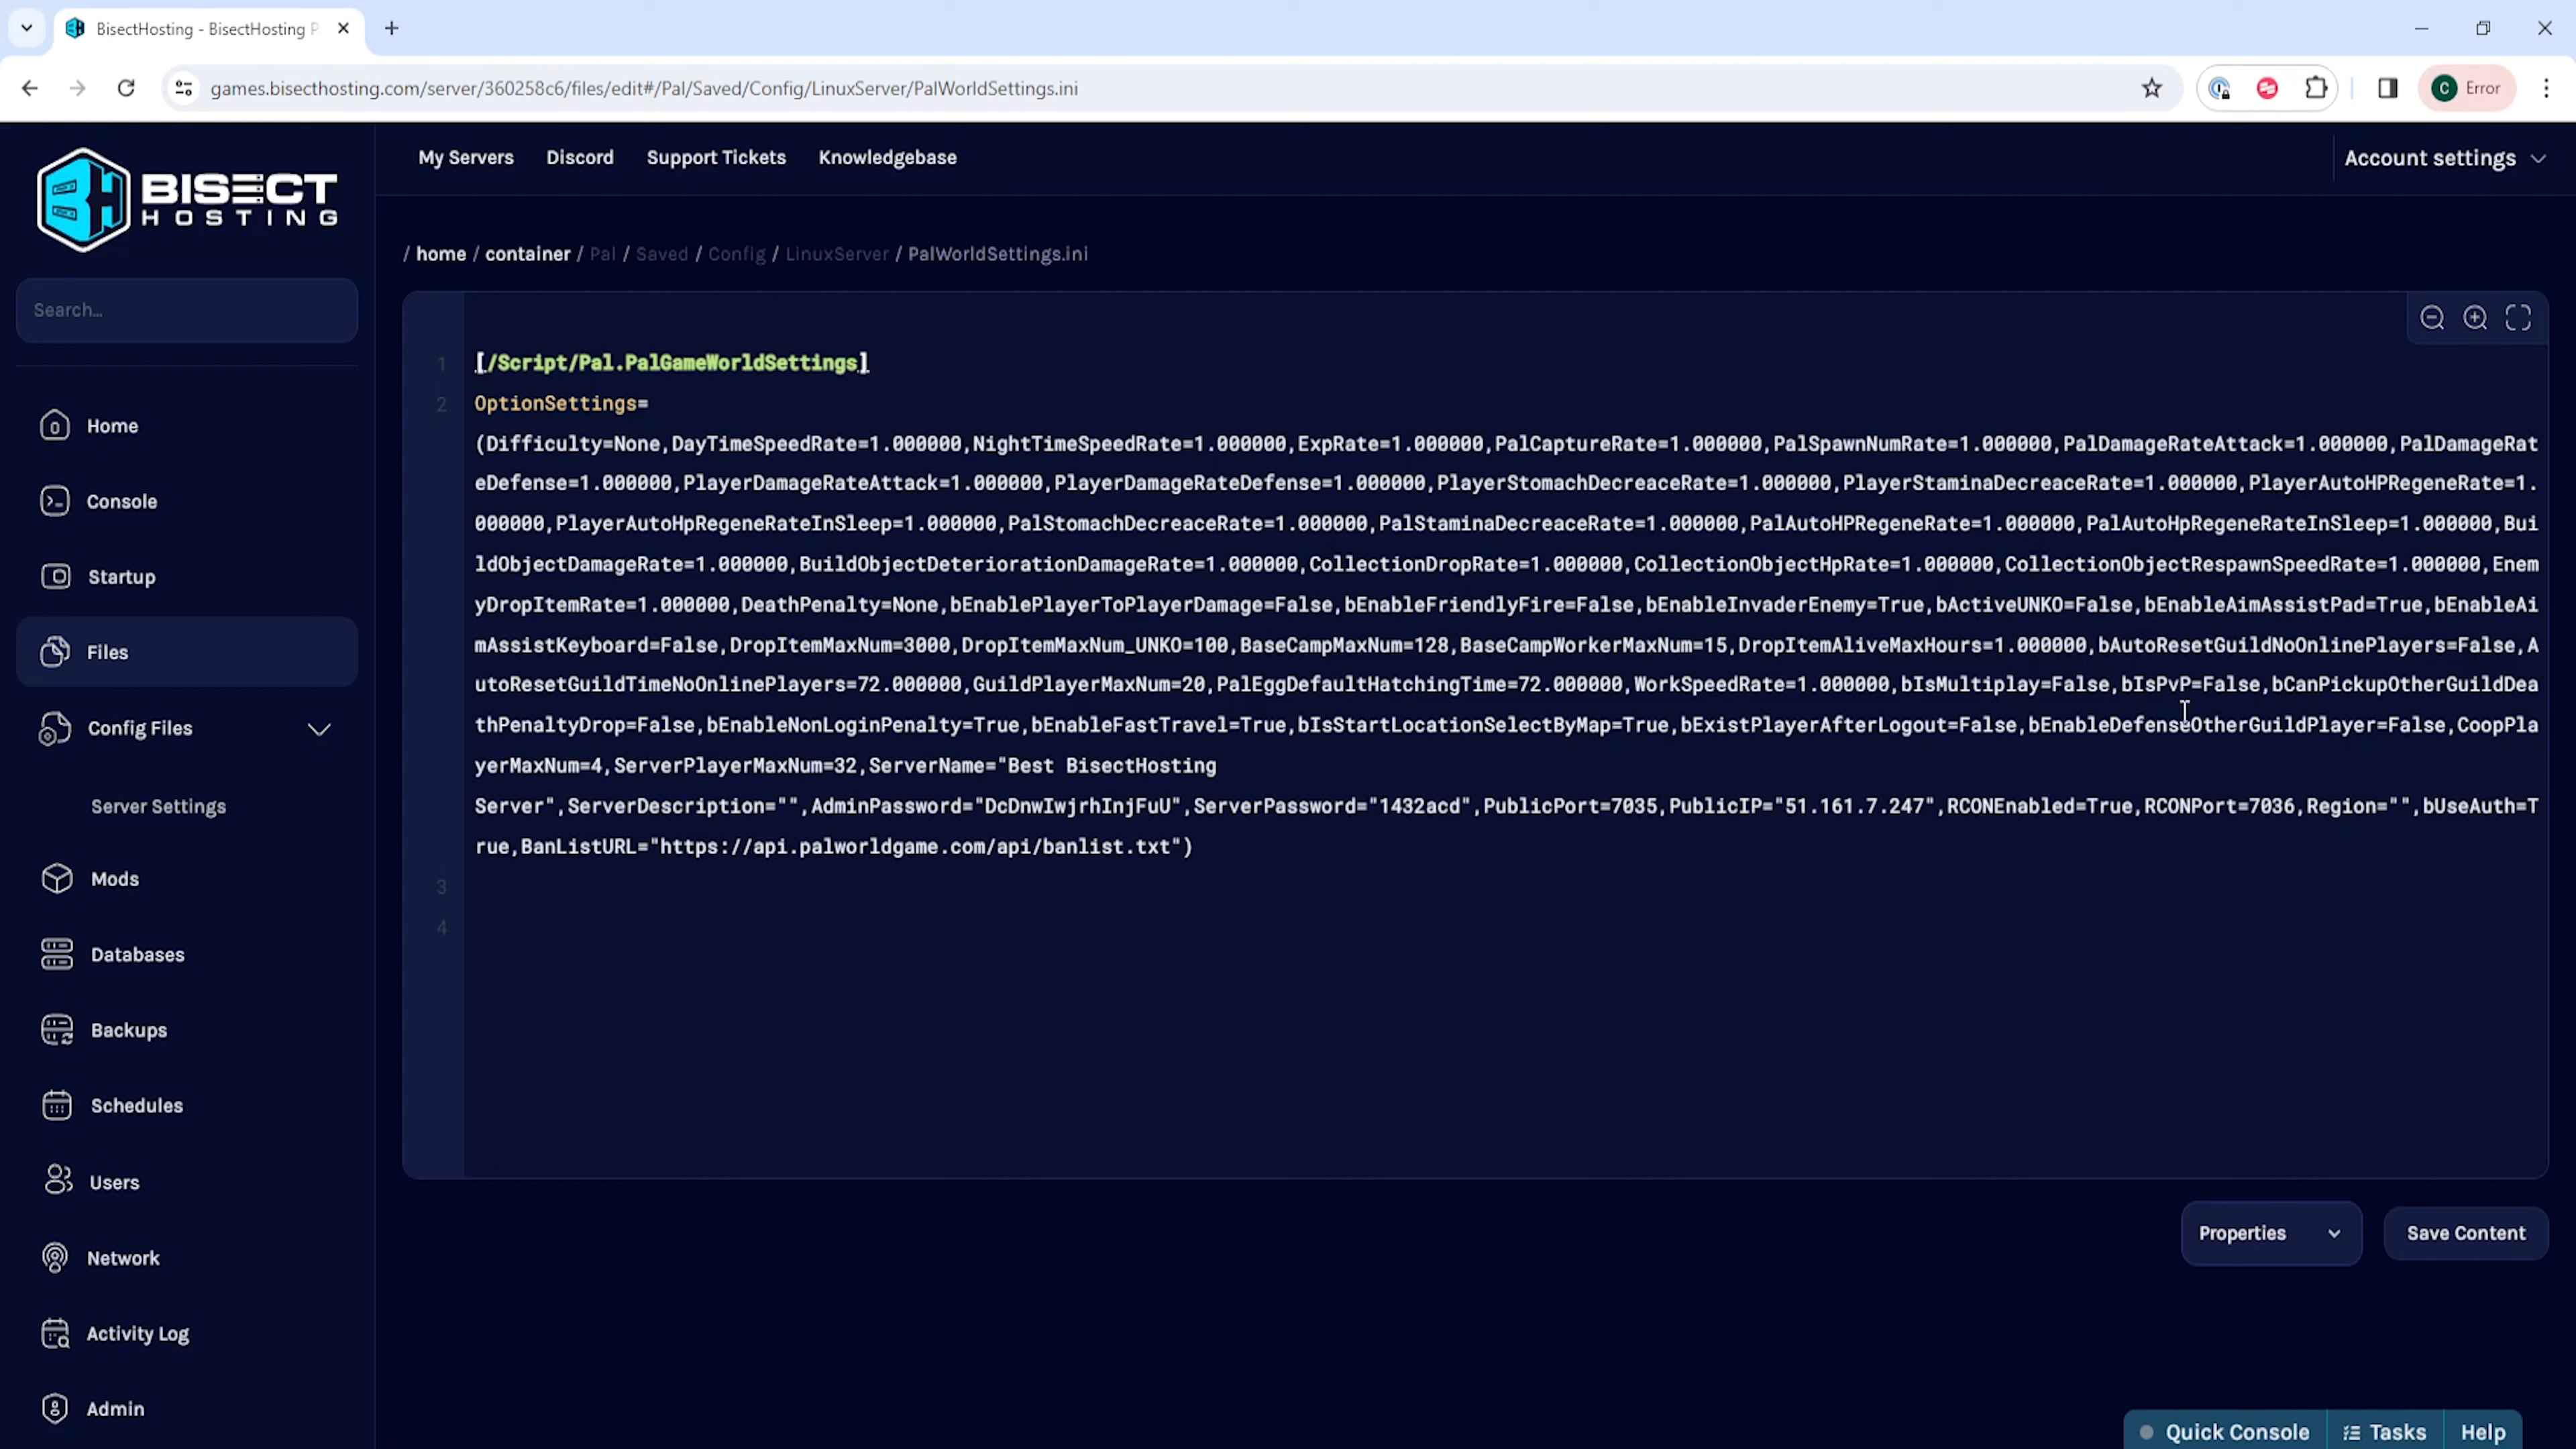 BisectHosting - BisectHosting P
games.bisecthosting.com/server/360258c6/files/edit#/Pal/Saved/Config/LinuxServer/PalWorldSettings.ini
C Error
BISECT
HOSTING
My Servers Discord Support Tickets Knowledgebase
Account settings
/ home / container / Pal / Saved / Config / LinuxServer / PalWorldSettings.ini
Search...
Home
Console
Startup
Files
Config Files
Server Settings
Mods
Databases
Backups
Schedules
Users
Network
Activity Log
Admin
1 [/Script/Pal.PalGameWorldSettings]
2 OptionSettings=
(Difficulty=None,DayTimeSpeedRate=1.000000,NightTimeSpeedRate=1.000000,ExpRate=1.000000,PalCaptureRate=1.000000,PalSpawnNumRate=1.000000,PalDamageRateAttack=1.000000,PalDamageRat
eDefense=1.000000,PlayerDamageRateAttack=1.000000,PlayerDamageRateDefense=1.000000,PlayerStomachDecreaceRate=1.000000,PlayerStaminaDecreaceRate=1.000000,PlayerAutoHPRegeneRate=1.
000000,PlayerAutoHpRegeneRateInSleep=1.000000,PalStomachDecreaceRate=1.000000,PalStaminaDecreaceRate=1.000000,PalAutoHPRegeneRate=1.000000,PalAutoHpRegeneRateInSleep=1.000000,Bui
ldObjectDamageRate=1.000000,BuildObjectDeteriorationDamageRate=1.000000,CollectionDropRate=1.000000,CollectionObjectHpRate=1.000000,CollectionObjectRespawnSpeedRate=1.000000,Enem
yDropItemRate=1.000000,DeathPenalty=None,bEnablePlayerToPlayerDamage=False,bEnableFriendlyFire=False,bEnableInvaderEnemy=True,bActiveUNKO=False,bEnableAimAssistPad=True,bEnableAi
mAssistKeyboard=False,DropItemMaxNum=3000,DropItemMaxNum_UNKO=100,BaseCampMaxNum=128,BaseCampWorkerMaxNum=15,DropItemAliveMaxHours=1.000000,bAutoResetGuildNoOnlinePlayers=False,A
utoResetGuildTimeNoOnlinePlayers=72.000000,GuildPlayerMaxNum=20,PalEggDefaultHatchingTime=72.000000,WorkSpeedRate=1.000000,bIsMultiplay=False,bIsPvP=False,bCanPickupOtherGuildDea
thPenaltyDrop=False,bEnableNonLoginPenalty=True,bEnableFastTravel=True,bIsStartLocationSelectByMap=True,bExistPlayerAfterLogout=False,bEnableDefenseOtherGuildPlayer=False,CoopPla
yerMaxNum=4,ServerPlayerMaxNum=32,ServerName="Best BisectHosting
Server",ServerDescription="",AdminPassword="DcDnwIwjrhInjFuU",ServerPassword="1432acd",PublicPort=7035,PublicIP="51.161.7.247",RCONEnabled=True,RCONPort=7036,Region="",bUseAuth=T
rue,BanListURL="https://api.palworldgame.com/api/banlist.txt")
3
4
Properties
Save Content
Quick Console Tasks Help